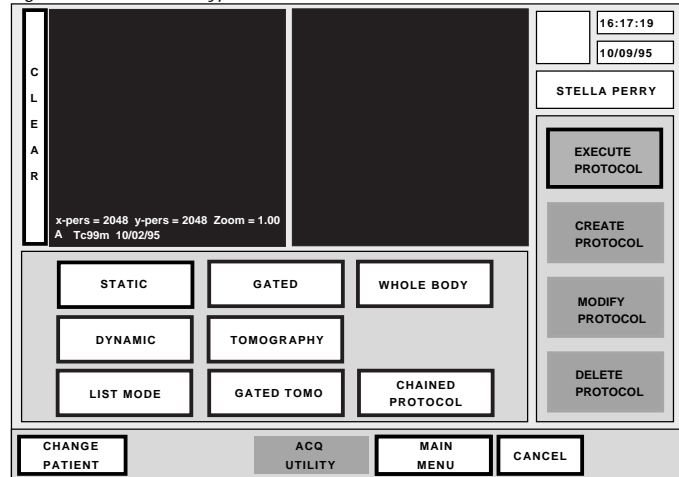 16:17:19
10/09/95
STELLA PERRY
C
L
E
A
R
x-pers = 2048 y-pers = 2048 Zoom = 1.00
A Tc99m 10/02/95
EXECUTE
PROTOCOL
CREATE
PROTOCOL
MODIFY
PROTOCOL
DELETE
PROTOCOL
STATIC
GATED
WHOLE BODY
DYNAMIC
TOMOGRAPHY
LIST MODE
GATED TOMO
CHAINED
PROTOCOL
CHANGE
PATIENT
ACQ
UTILITY
MAIN
MENU
CANCEL